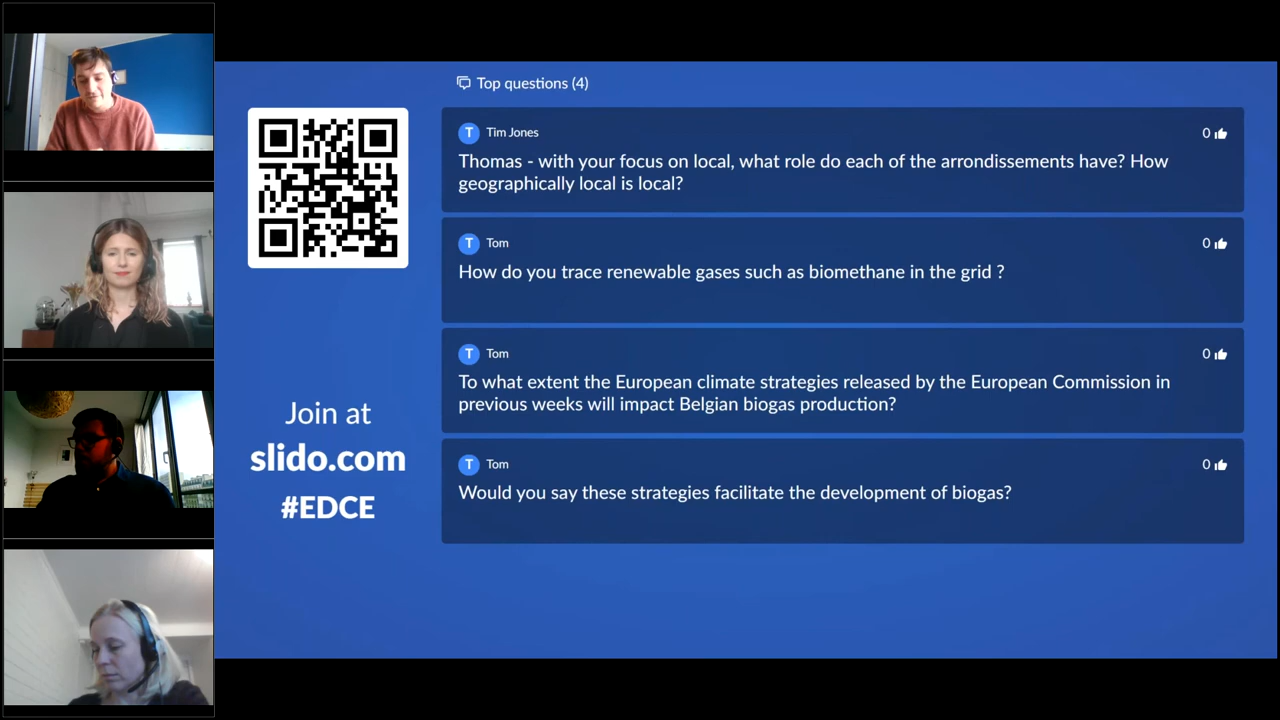 Top questions (4)
T Tim Jones 0
Thomas - with your focus on local, what role do each of the arrondissements have? How
geographically local is local?
T Tom 0
How do you trace renewable gases such as biomethane in the grid ?
T Tom 0
To what extent the European climate strategies released by the European Commission in
previous weeks will impact Belgian biogas production?
T Tom 0
Would you say these strategies facilitate the development of biogas?
Join at
slido.com
#EDCE